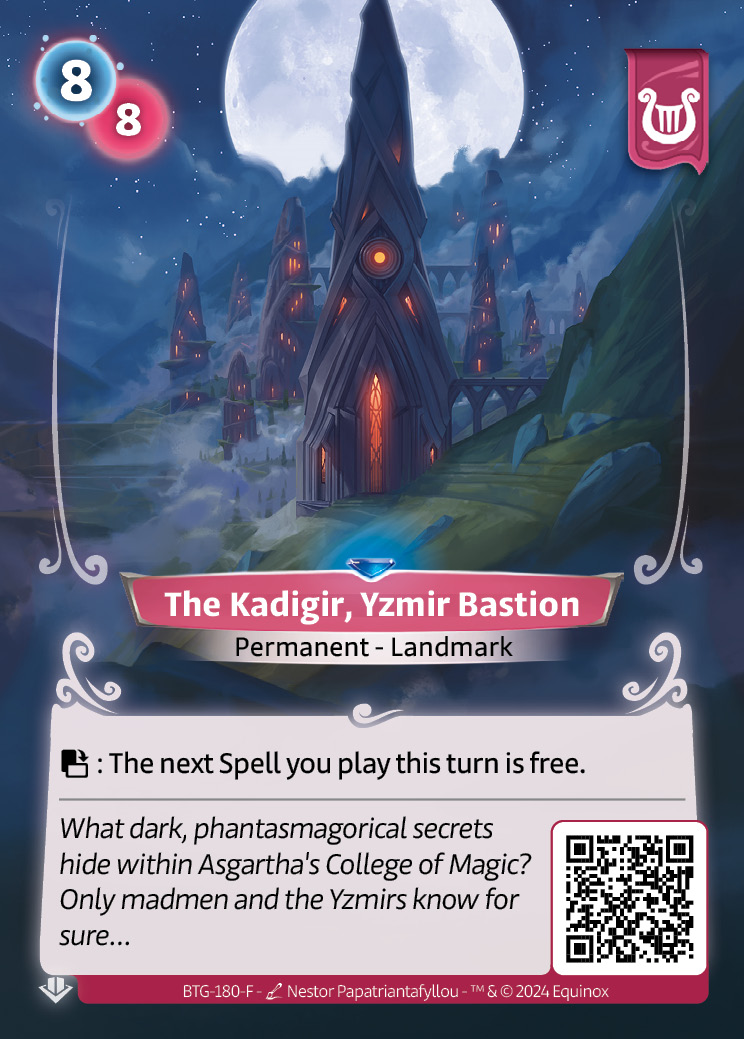 8
8
The Kadigir, Yzmir Bastion
Permanent - Landmark
: The next Spell you play this turn is free.
What dark, phantasmagorical secrets
hide within Asgartha's College of Magic?
Only madmen and the Yzmirs know for
sure...
BTG-180-F - Nestor Papatriantafyllou - ™ & © 2024 Equinox